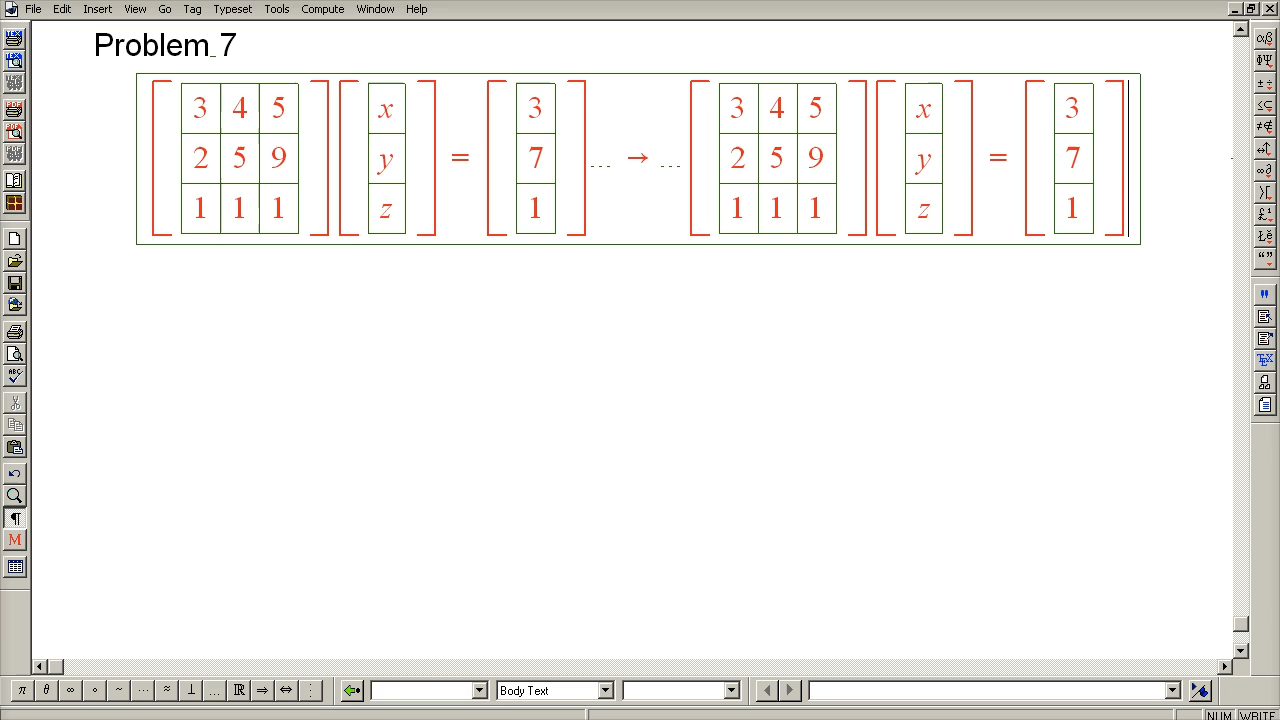 File Edit Insert View Go Tag Typeset Tools Compute Window Help
Problem 7
[3 4 5] [x] = [3] → [3 4 5] [x] = [3]
[2 5 9] [y] [7] [2 5 9] [y] [7]
[1 1 1] [z] [1] [1 1 1] [z] [1]
π θ ∞ ∘ ~ ⋯ ≈ ⊥ … ℝ ⇒ ⇔ ⋮
Body Text
NUM WRITE